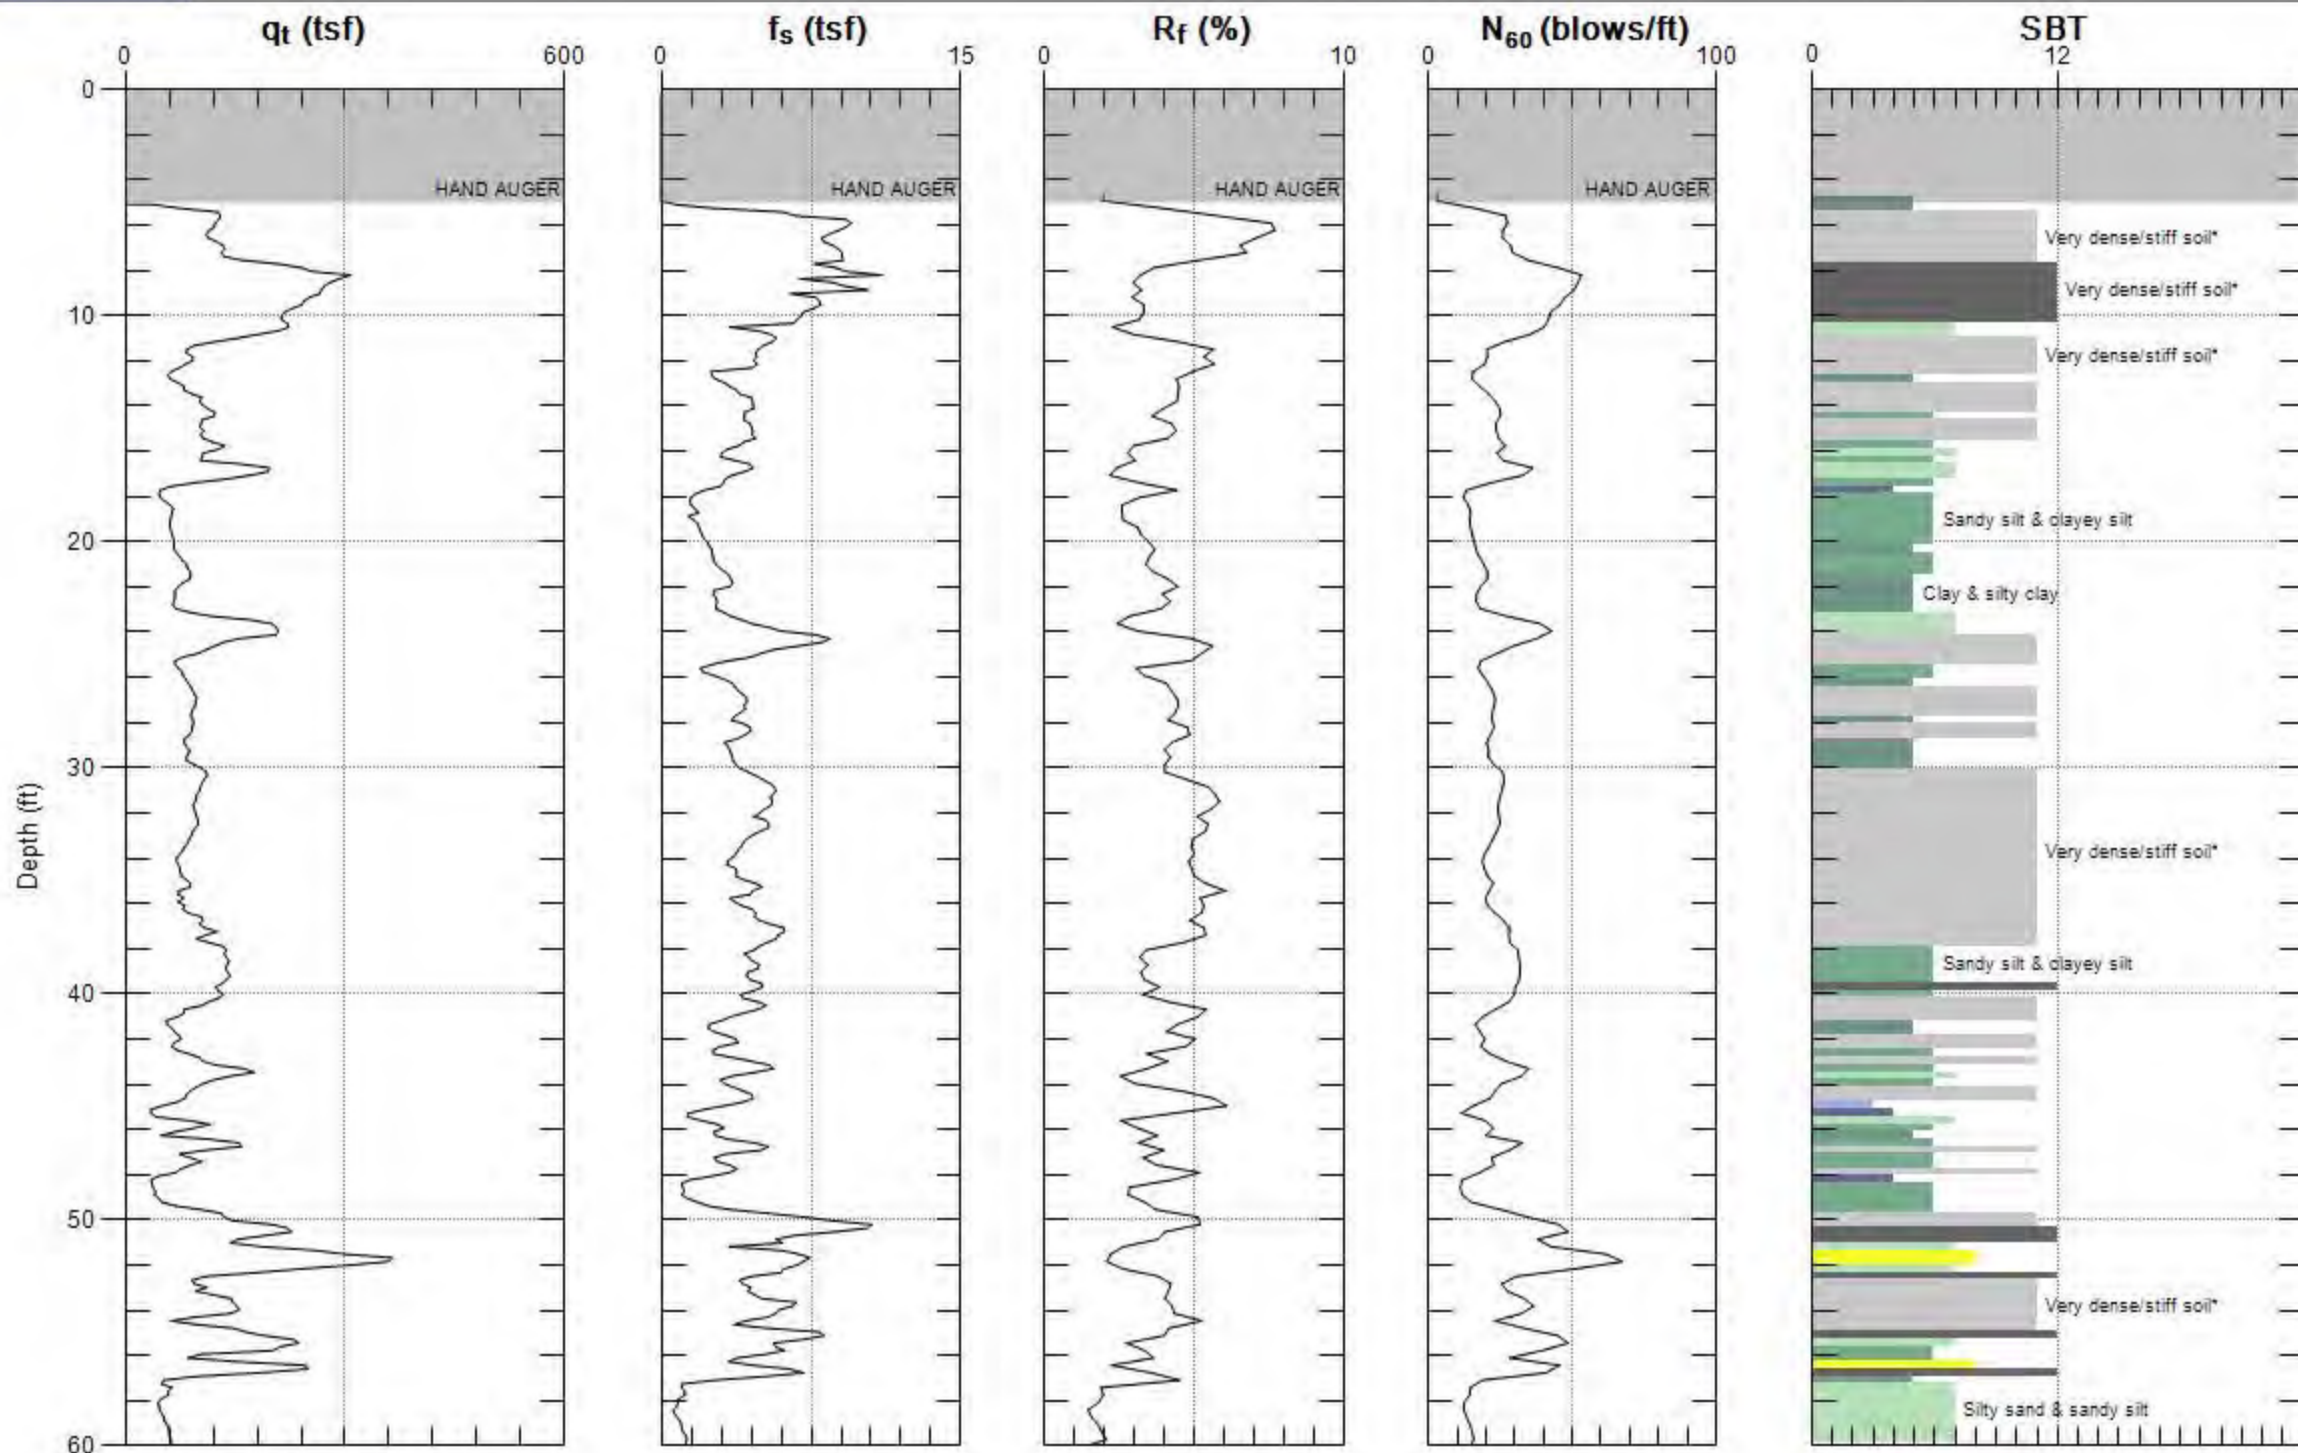 qt (tsf)
fs (tsf)
Rf (%)
N60 (blows/ft)
SBT
0
600
0
15
0
10
0
100
0
12
0
HAND AUGER
HAND AUGER
HAND AUGER
HAND AUGER
Very dense/stiff soil*
Very dense/stiff soil*
10
Very dense/stiff soil*
Sandy silt & clayey silt
20
Clay & silty clay
30
Depth (ft)
Very dense/stiff soil*
Sandy silt & clayey silt
40
50
Very dense/stiff soil*
Silty sand & sandy silt
60